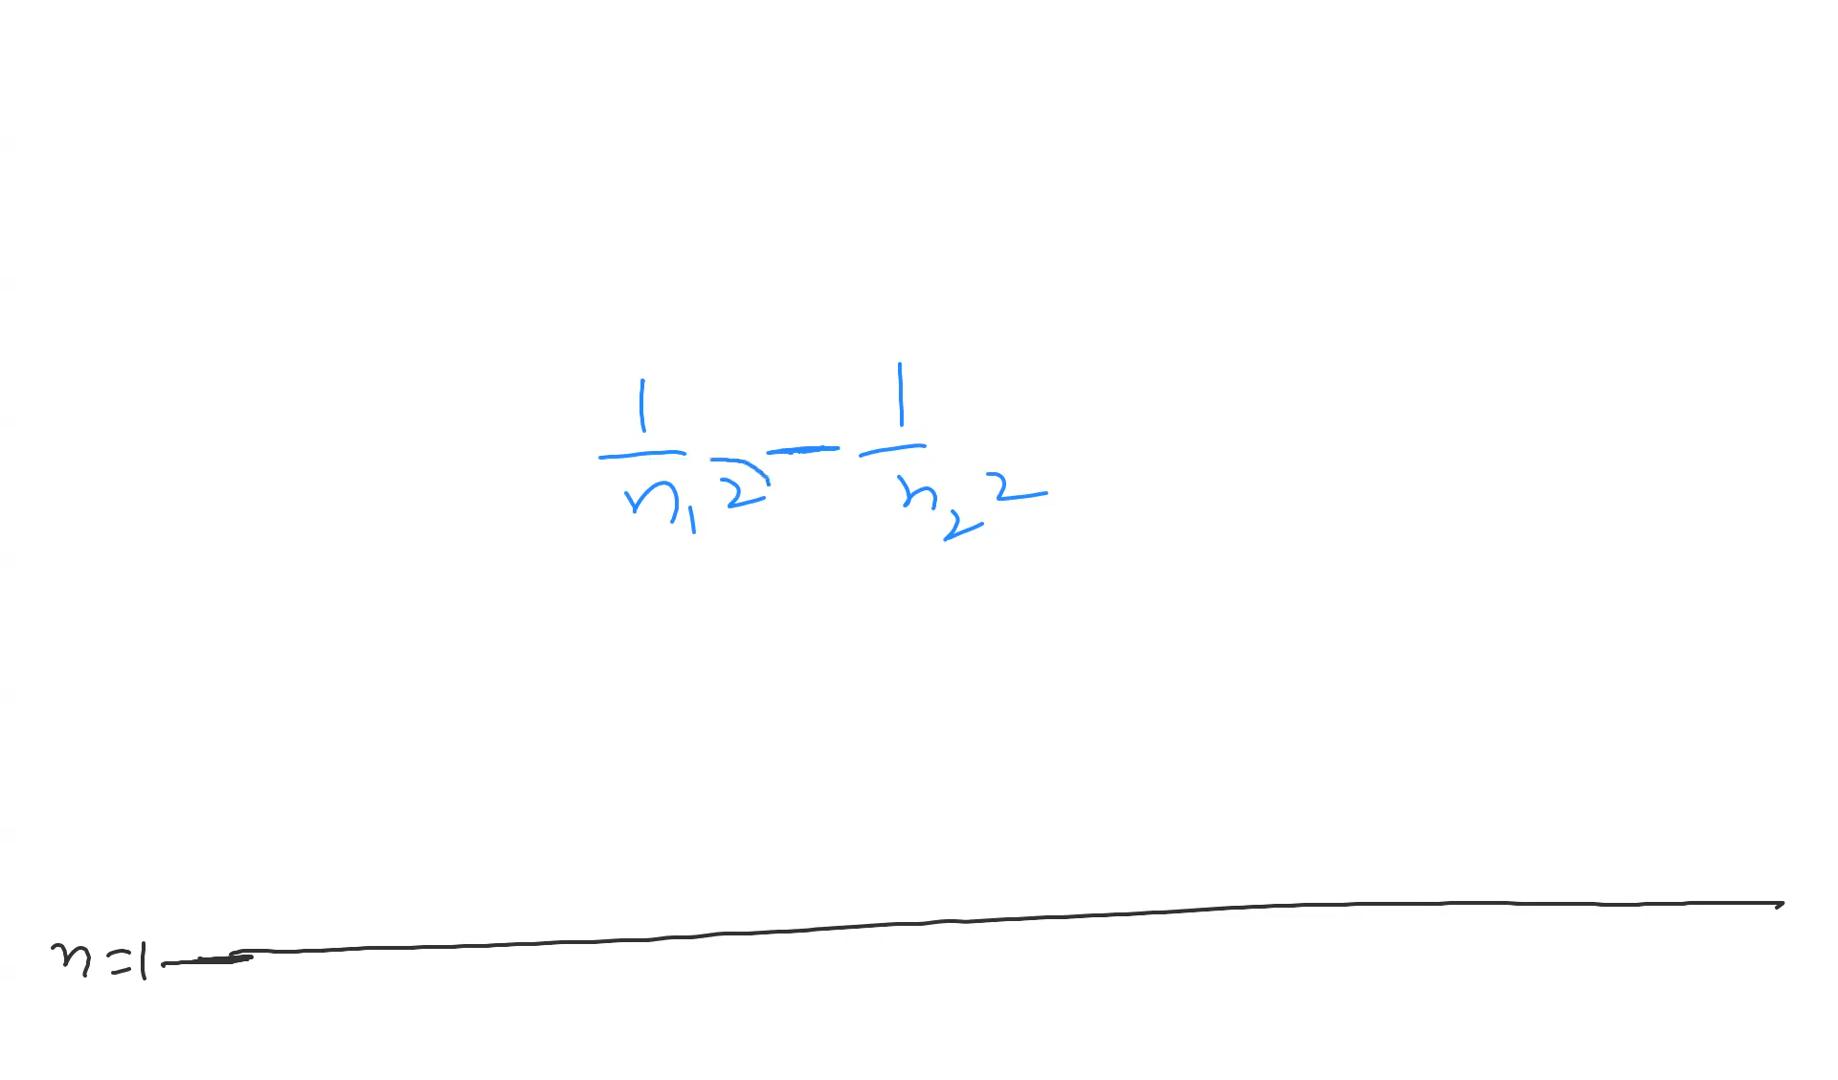 1/n₁² − 1/n₂²
n=1